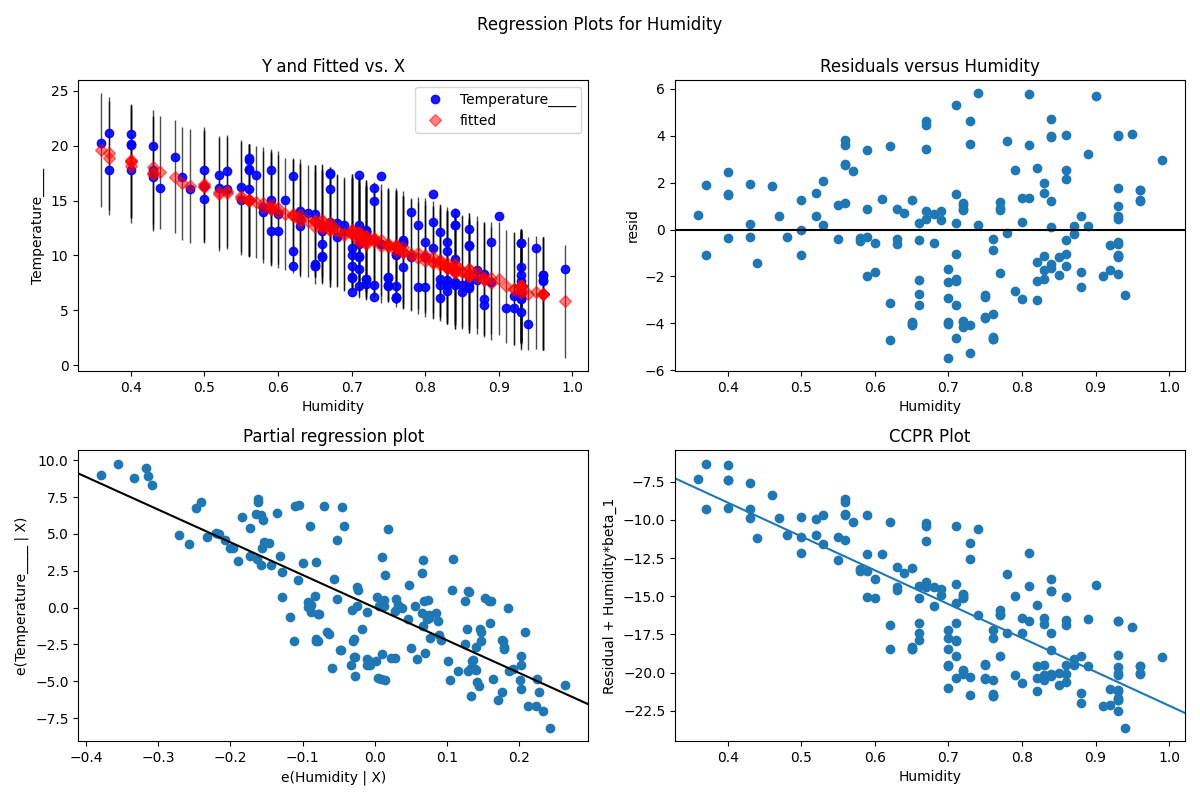 Regression Plots for Humidity
Y and Fitted vs. X
Temperature____
fitted
25
20
15
10
5
0
0.4 0.5 0.6 0.7 0.8 0.9 1.0
Temperature____
Humidity
Residuals versus Humidity
6
4
2
0
−2
−4
−6
0.4 0.5 0.6 0.7 0.8 0.9 1.0
resid
Humidity
Partial regression plot
10.0
7.5
5.0
2.5
0.0
−2.5
−5.0
−7.5
−0.4 −0.3 −0.2 −0.1 0.0 0.1 0.2
e(Temperature____ | X)
e(Humidity | X)
CCPR Plot
−7.5
−10.0
−12.5
−15.0
−17.5
−20.0
−22.5
0.4 0.5 0.6 0.7 0.8 0.9 1.0
Residual + Humidity*beta_1
Humidity